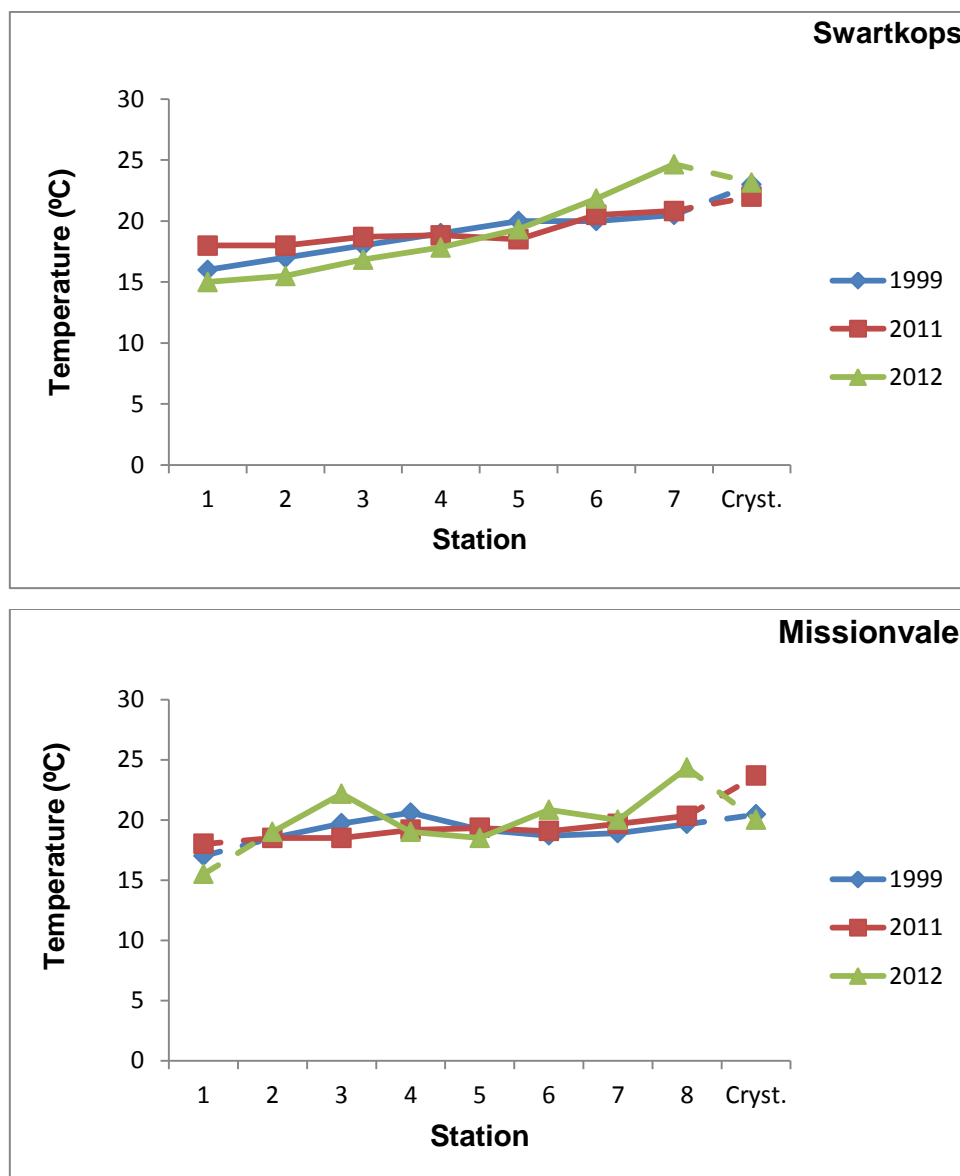 Swartkops
30
25
20
15
10
5
0
Temperature (ºC)
1 2 3 4 5 6 7 Cryst.
Station
1999
2011
2012
Missionvale
30
25
20
15
10
5
0
Temperature (ºC)
1 2 3 4 5 6 7 8 Cryst.
Station
1999
2011
2012